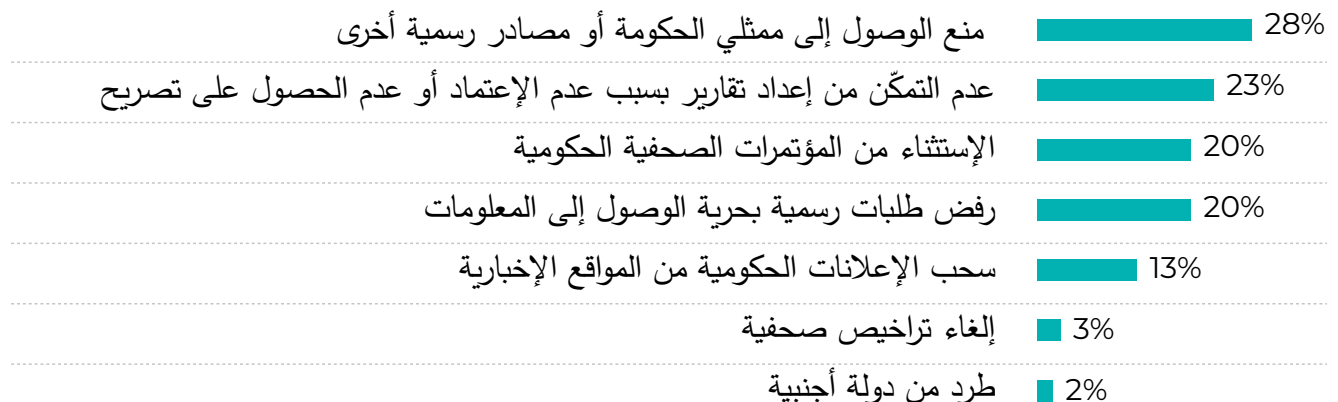 منع الوصول إلى ممثلي الحكومة أو مصادر رسمية أخرى 28%
عدم التمكّن من إعداد تقارير بسبب عدم الإعتماد أو عدم الحصول على تصريح 23%
الإستثناء من المؤتمرات الصحفية الحكومية 20%
رفض طلبات رسمية بحرية الوصول إلى المعلومات 20%
سحب الإعلانات الحكومية من المواقع الإخبارية 13%
إلغاء تراخيص صحفية 3%
طرد من دولة أجنبية 2%